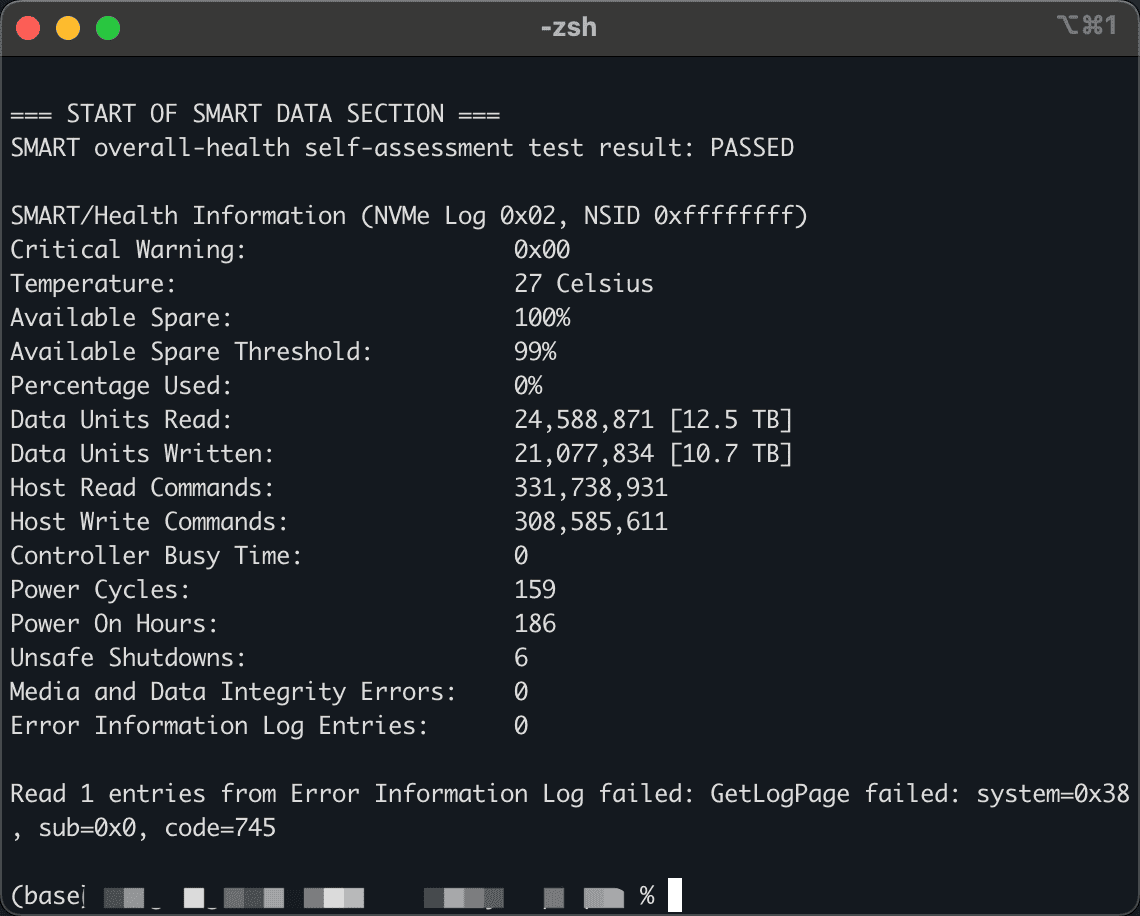 -zsh
⌥⌘1
=== START OF SMART DATA SECTION ===
SMART overall-health self-assessment test result: PASSED
SMART/Health Information (NVMe Log 0x02, NSID 0xffffffff)
Critical Warning: 0x00
Temperature: 27 Celsius
Available Spare: 100%
Available Spare Threshold: 99%
Percentage Used: 0%
Data Units Read: 24,588,871 [12.5 TB]
Data Units Written: 21,077,834 [10.7 TB]
Host Read Commands: 331,738,931
Host Write Commands: 308,585,611
Controller Busy Time: 0
Power Cycles: 159
Power On Hours: 186
Unsafe Shutdowns: 6
Media and Data Integrity Errors: 0
Error Information Log Entries: 0
Read 1 entries from Error Information Log failed: GetLogPage failed: system=0x38
, sub=0x0, code=745
(base %